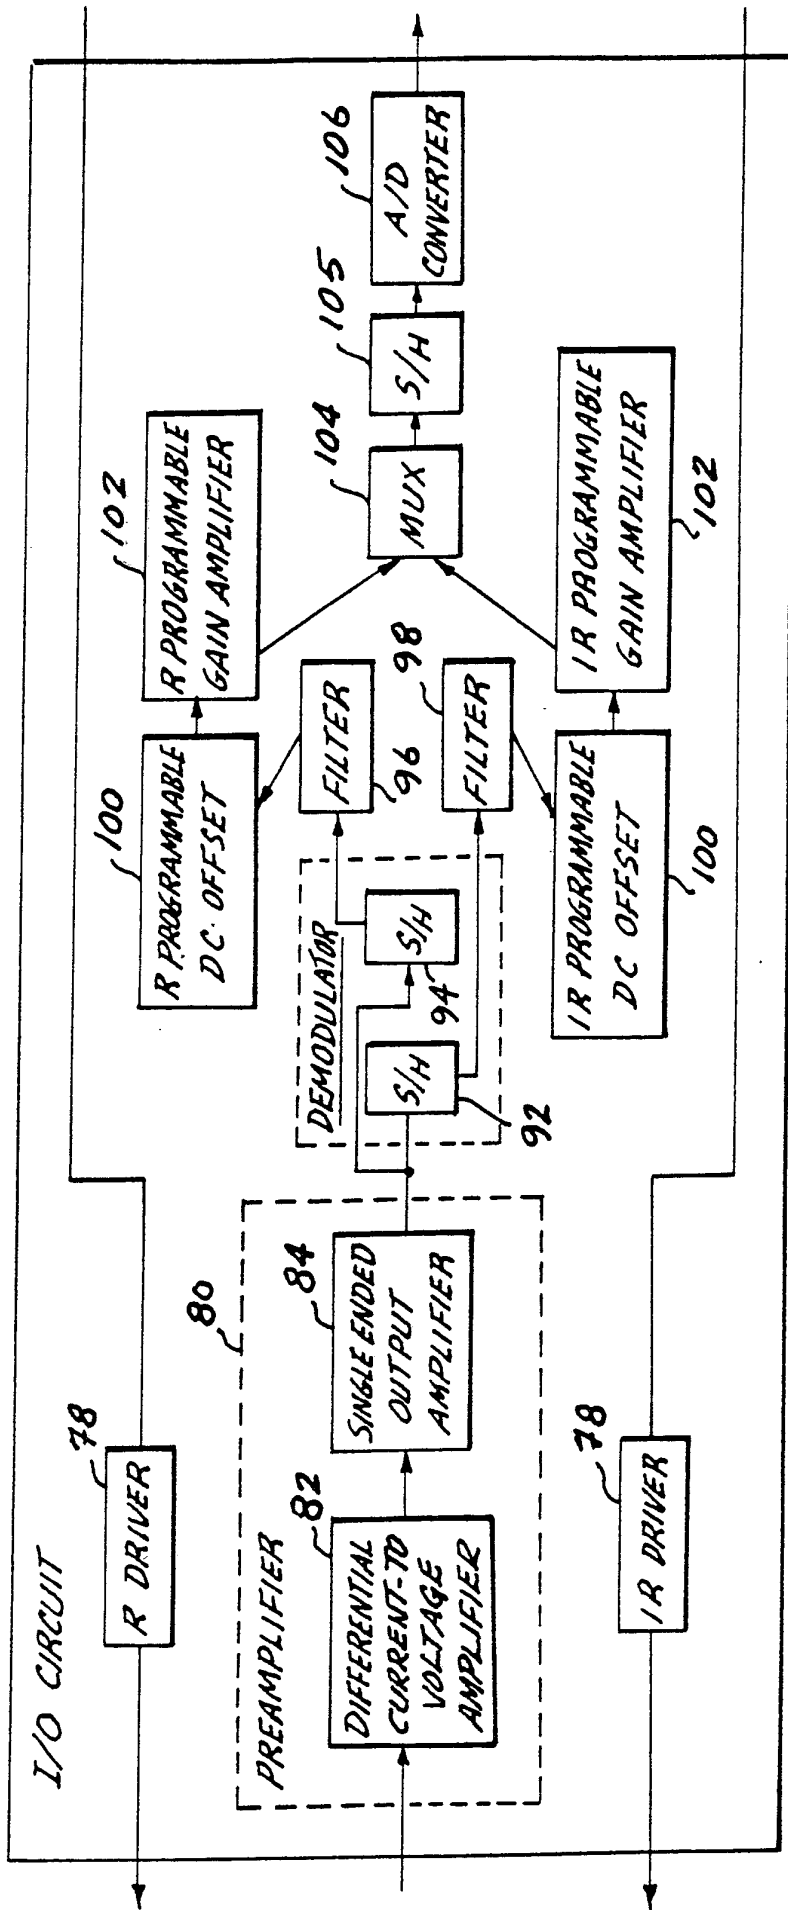 I/O CIRCUIT
78
R DRIVER
100
R PROGRAMMABLE
DC OFFSET
102
R PROGRAMMABLE
GAIN AMPLIFIER
PREAMPLIFIER
80
82
DIFFERENTIAL
CURRENT-TO
VOLTAGE
AMPLIFIER
84
SINGLE ENDED
OUTPUT
AMPLIFIER
DEMODULATOR
S/H
92
S/H
94
FILTER
96
FILTER
98
104
MUX
105
S/H
106
A/D
CONVERTER
78
IR DRIVER
IR PROGRAMMABLE
DC OFFSET
100
IR PROGRAMMABLE
GAIN AMPLIFIER
102